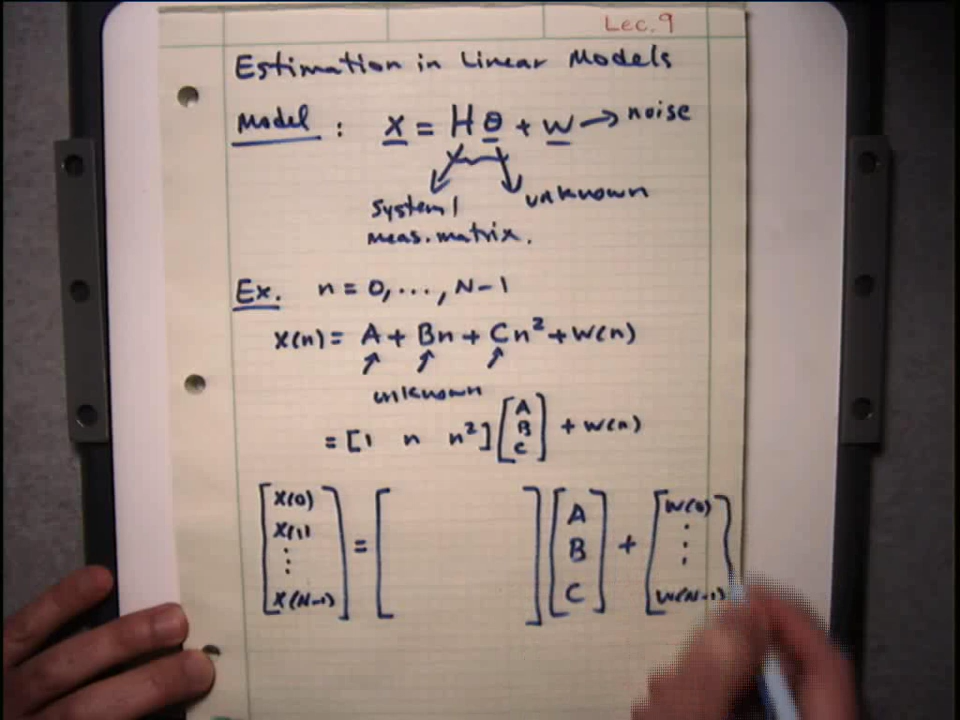 Lec. 9
Estimation in Linear Models
Model : x = Hθ + w → noise
system / unknown
meas. matrix.
Ex. n = 0, ..., N-1
x(n) = A + Bn + Cn² + w(n)
unknown
= [1 n n²] [A B C] + w(n)
[x(0) x(1) ⋮ x(N-1)] = [ ] [A B C] + [w(0) ⋮ w(N-1)]